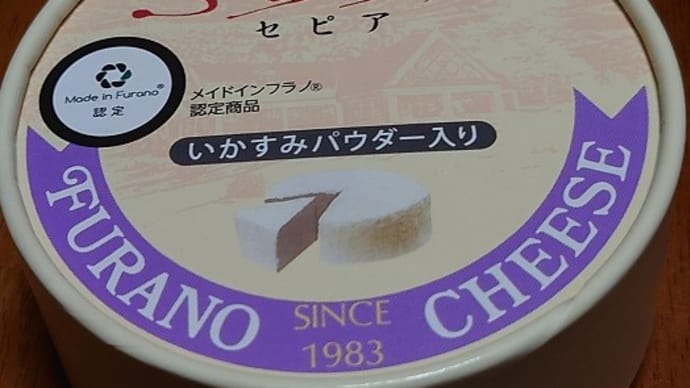 セピア
Made in Furano®
認定
メイドインフラノ®
認定商品
いかすみパウダー入り
FURANO CHEESE
SINCE
1983